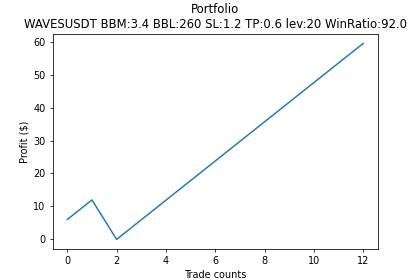 Portfolio
WAVESUSDT BBM:3.4 BBL:260 SL:1.2 TP:0.6 lev:20 WinRatio:92.0
60
50
40
30
20
10
0
Profit ($)
0 2 4 6 8 10 12
Trade counts